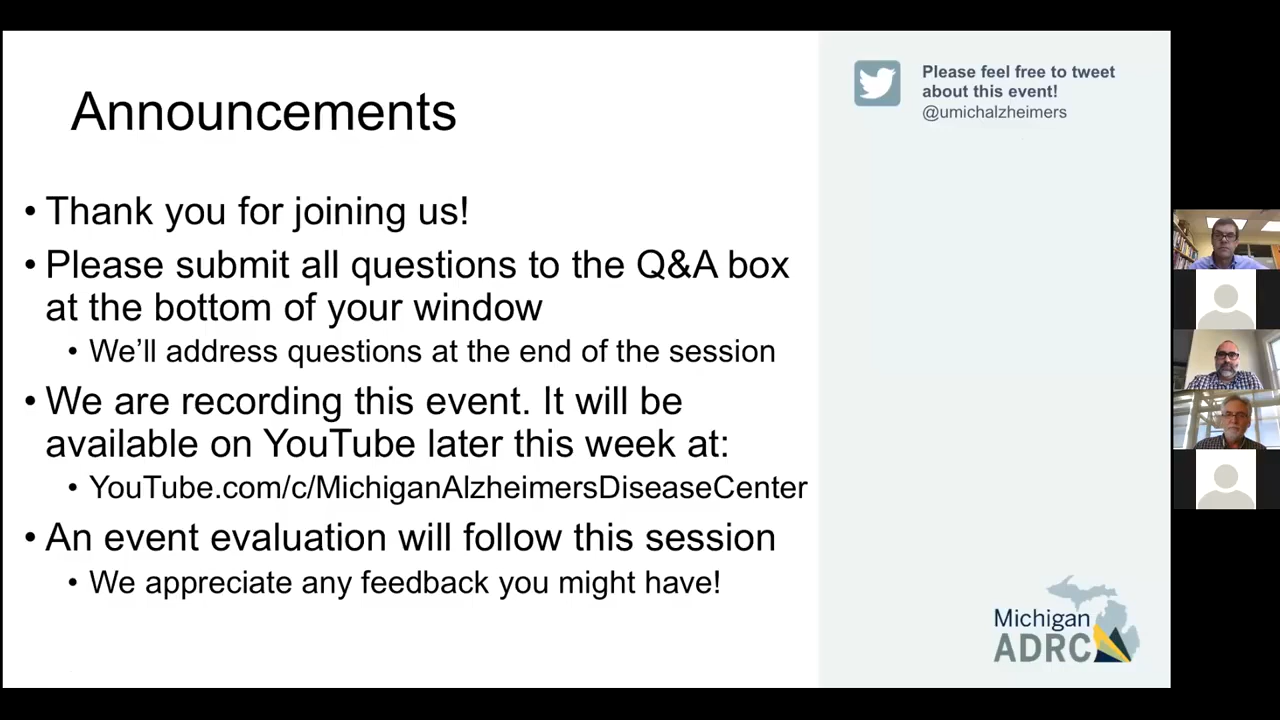 Announcements
• Thank you for joining us!
• Please submit all questions to the Q&A box
at the bottom of your window
• We’ll address questions at the end of the session
• We are recording this event. It will be
available on YouTube later this week at:
• YouTube.com/c/MichiganAlzheimersDiseaseCenter
• An event evaluation will follow this session
• We appreciate any feedback you might have!
Please feel free to tweet
about this event!
@umichalzheimers
Michigan
ADRC